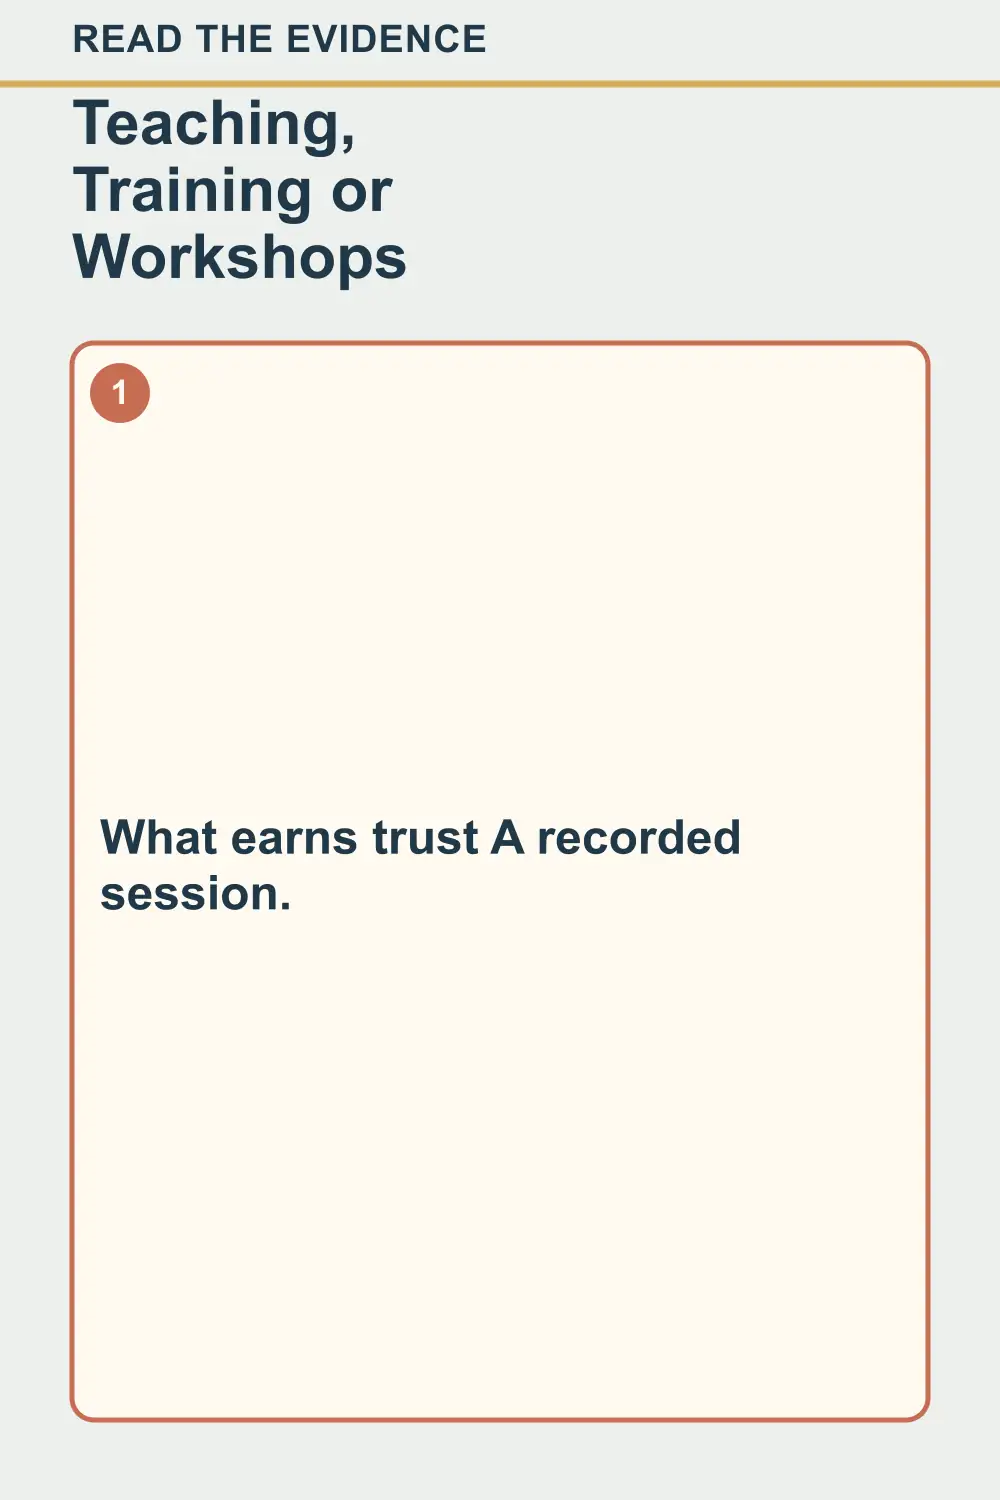 READ THE EVIDENCE
Teaching,
Training or
Workshops
1
What earns trust A recorded
session.